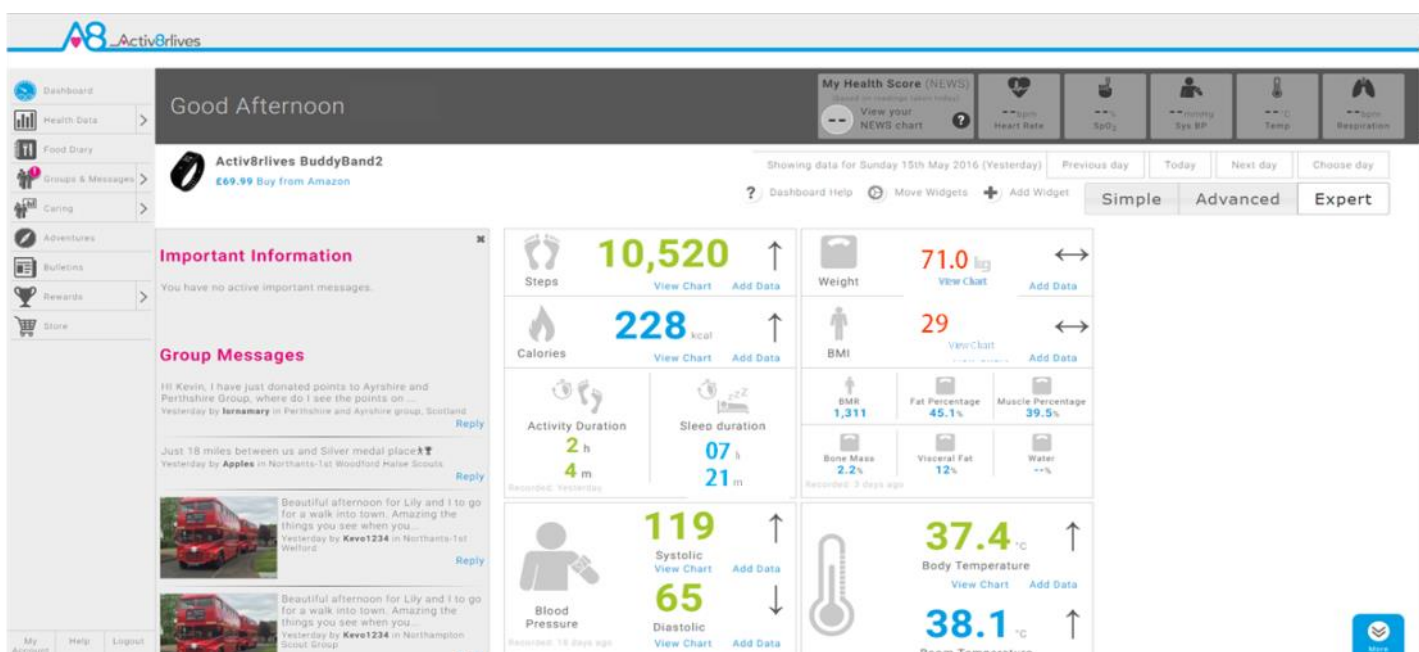 A8 Activ8rlives
Dashboard
Health Data
Food Diary
Groups & Messages
Caring
Adventures
Bulletins
Rewards
Store
My Account
Help
Logout
Good Afternoon
My Health Score (NEWS)
(based on readings taken today)
-- View your
NEWS chart ?
--bpm
Heart Rate
--%
SpO₂
--mmHg
Sys BP
--°C
Temp
--bpm
Respiration
Activ8rlives BuddyBand2
£69.99 Buy from Amazon
Showing data for Sunday 15th May 2016 (Yesterday)
Previous day
Today
Next day
Choose day
? Dashboard Help
Move Widgets
Add Widget
Simple
Advanced
Expert
Important Information
You have no active important messages.
Group Messages
HI Kevin, I have just donated points to Ayrshire and
Perthshire Group, where do I see the points on ...
Yesterday by lornamary in Perthshire and Ayrshire group, Scotland
Reply
Just 18 miles between us and Silver medal place
Yesterday by Apples in Northants-1st Woodford Halse Scouts
Reply
Beautiful afternoon for Lily and I to go
for a walk into town. Amazing the
things you see when you...
Yesterday by Kevo1234 in Northants-1st
Welford
Reply
Beautiful afternoon for Lily and I to go
for a walk into town. Amazing the
things you see when you...
Yesterday by Kevo1234 in Northampton
Scout Group
Steps
10,520
View Chart Add Data
Calories
228 kcal
View Chart Add Data
Activity Duration
2 h
4 m
Recorded: Yesterday
Sleep duration
07 h
21 m
Weight
71.0 kg
View Chart
Add Data
BMI
29
View Chart
Add Data
BMR
1,311
Fat Percentage
45.1%
Muscle Percentage
39.5%
Bone Mass
2.2%
Visceral Fat
12%
Water
--%
Recorded: 3 days ago
Blood
Pressure
119
Systolic
View Chart Add Data
65
Diastolic
View Chart Add Data
Recorded: 18 days ago
37.4 °C
Body Temperature
View Chart Add Data
38.1 °C
Room Temperature
More